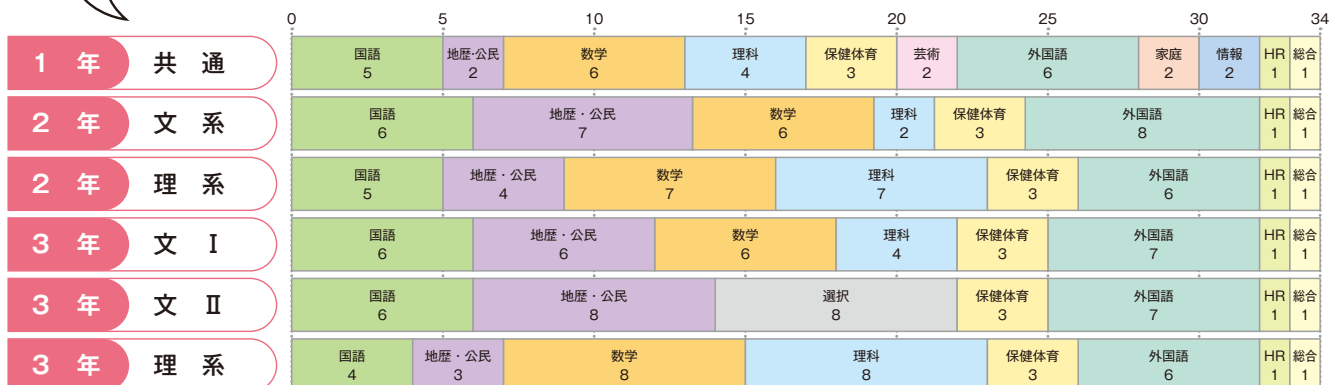 0 5 10 15 20 25 30 34
1 年 共 通 国語 地歴・公民 数学 理科 保健体育 芸術 外国語 家庭 情報 HR 総合
5 2 6 4 3 2 6 2 2 1 1
2 年 文 系 国語 地歴・公民 数学 理科 保健体育 外国語 HR 総合
6 7 6 2 3 8 1 1
2 年 理 系 国語 地歴・公民 数学 理科 保健体育 外国語 HR 総合
5 4 7 7 3 6 1 1
3 年 文 Ⅰ 国語 地歴・公民 数学 理科 保健体育 外国語 HR 総合
6 6 6 4 3 7 1 1
3 年 文 Ⅱ 国語 地歴・公民 選択 保健体育 外国語 HR 総合
6 8 8 3 7 1 1
3 年 理 系 国語 地歴・公民 数学 理科 保健体育 外国語 HR 総合
4 3 8 8 3 6 1 1